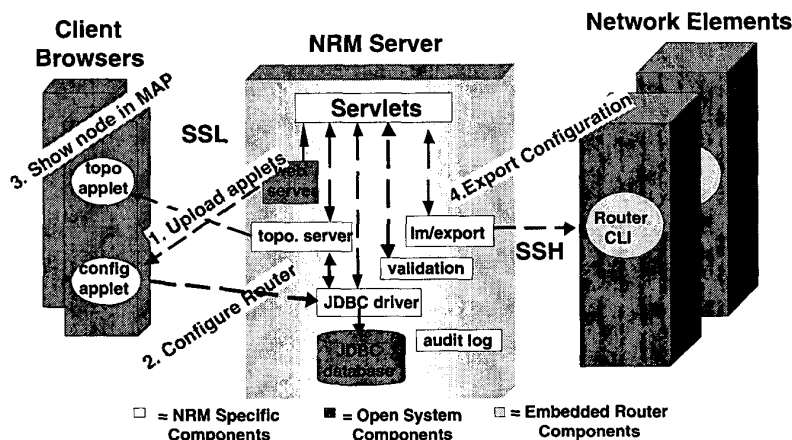 Client
Browsers
NRM Server
Network Elements
Servlets
SSL
3. Show node in MAP
topo
applet
web
server
1. Upload applets
4.Export Configuration
topo. server
Im/export
Router
CLI
SSH
config
applet
validation
2. Configure Router
JDBC driver
audit log
JDBC
database
= NRM Specific
Components
= Open System
Components
= Embedded Router
Components